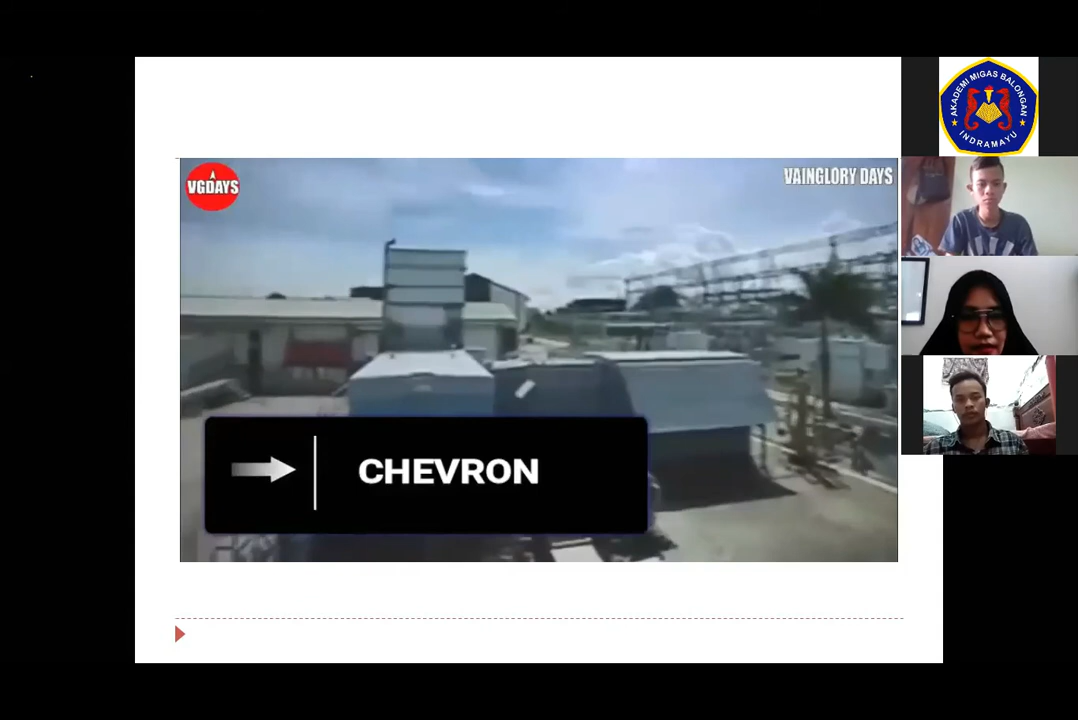 VGDAYS
VAINGLORY DAYS
CHEVRON
AKADEMI MIGAS BALONGAN
INDRAMAYU